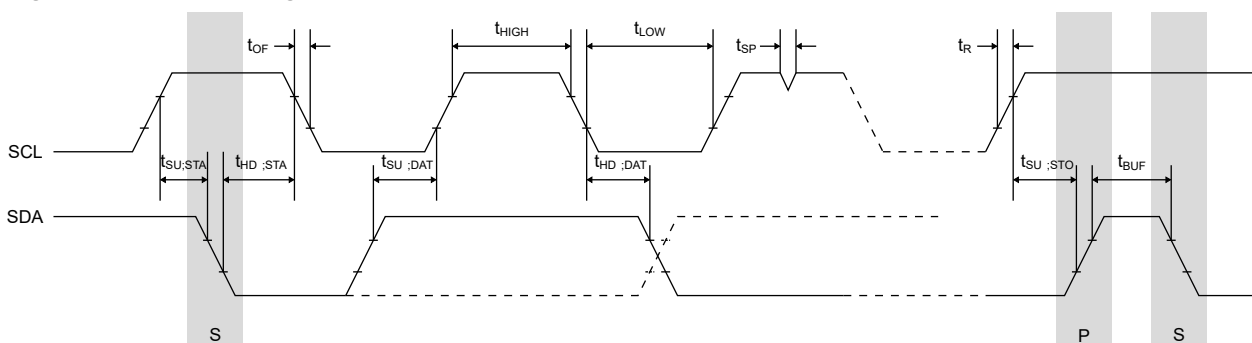 tOF
tHIGH
tLOW
tSP
tR
SCL
tSU;STA
tHD ;STA
tSU ;DAT
tHD ;DAT
tSU ;STO
tBUF
SDA
S
P
S